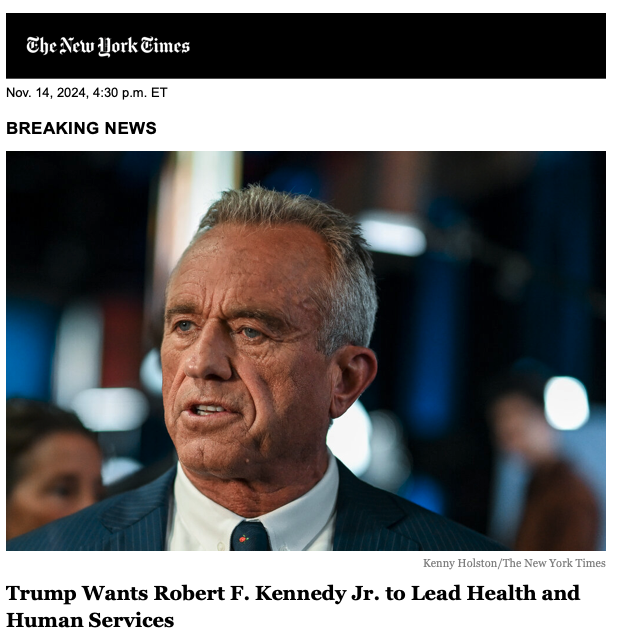 The New York Times
Nov. 14, 2024, 4:30 p.m. ET
BREAKING NEWS
Kenny Holston/The New York Times
Trump Wants Robert F. Kennedy Jr. to Lead Health and
Human Services